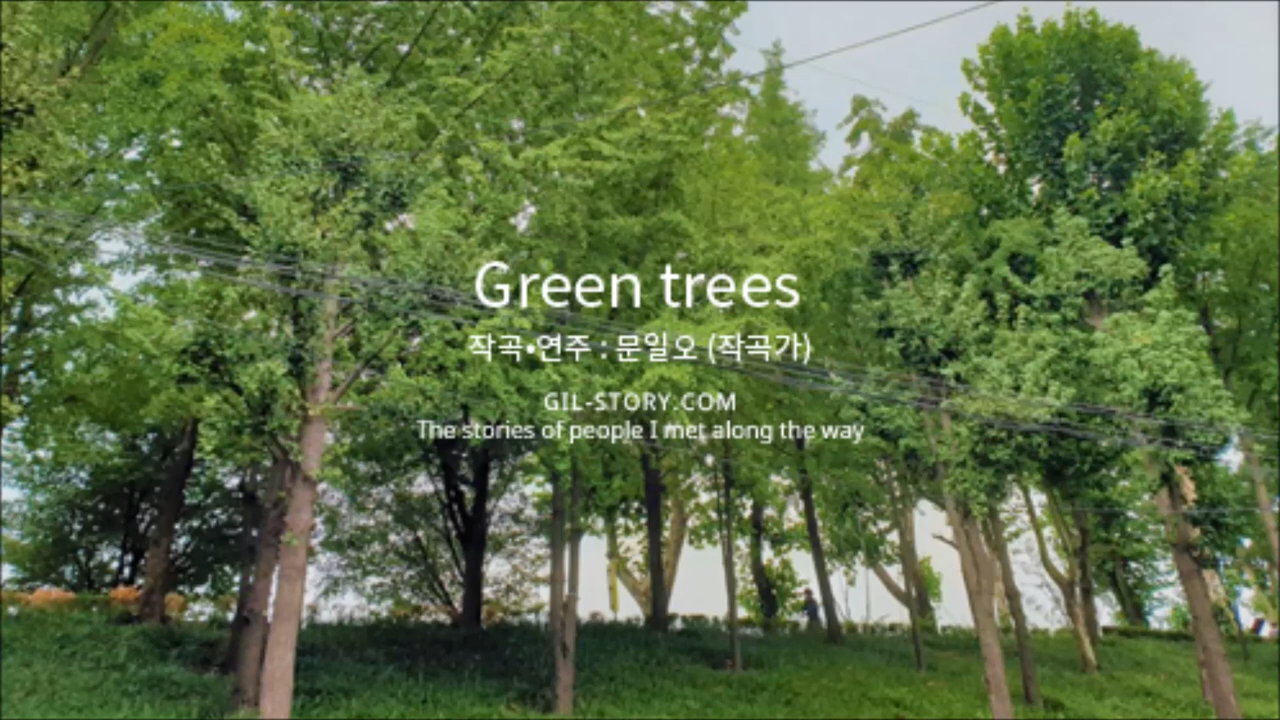 Green trees
작곡•연주 : 문일오 (작곡가)
GIL-STORY.COM
The stories of people I met along the way